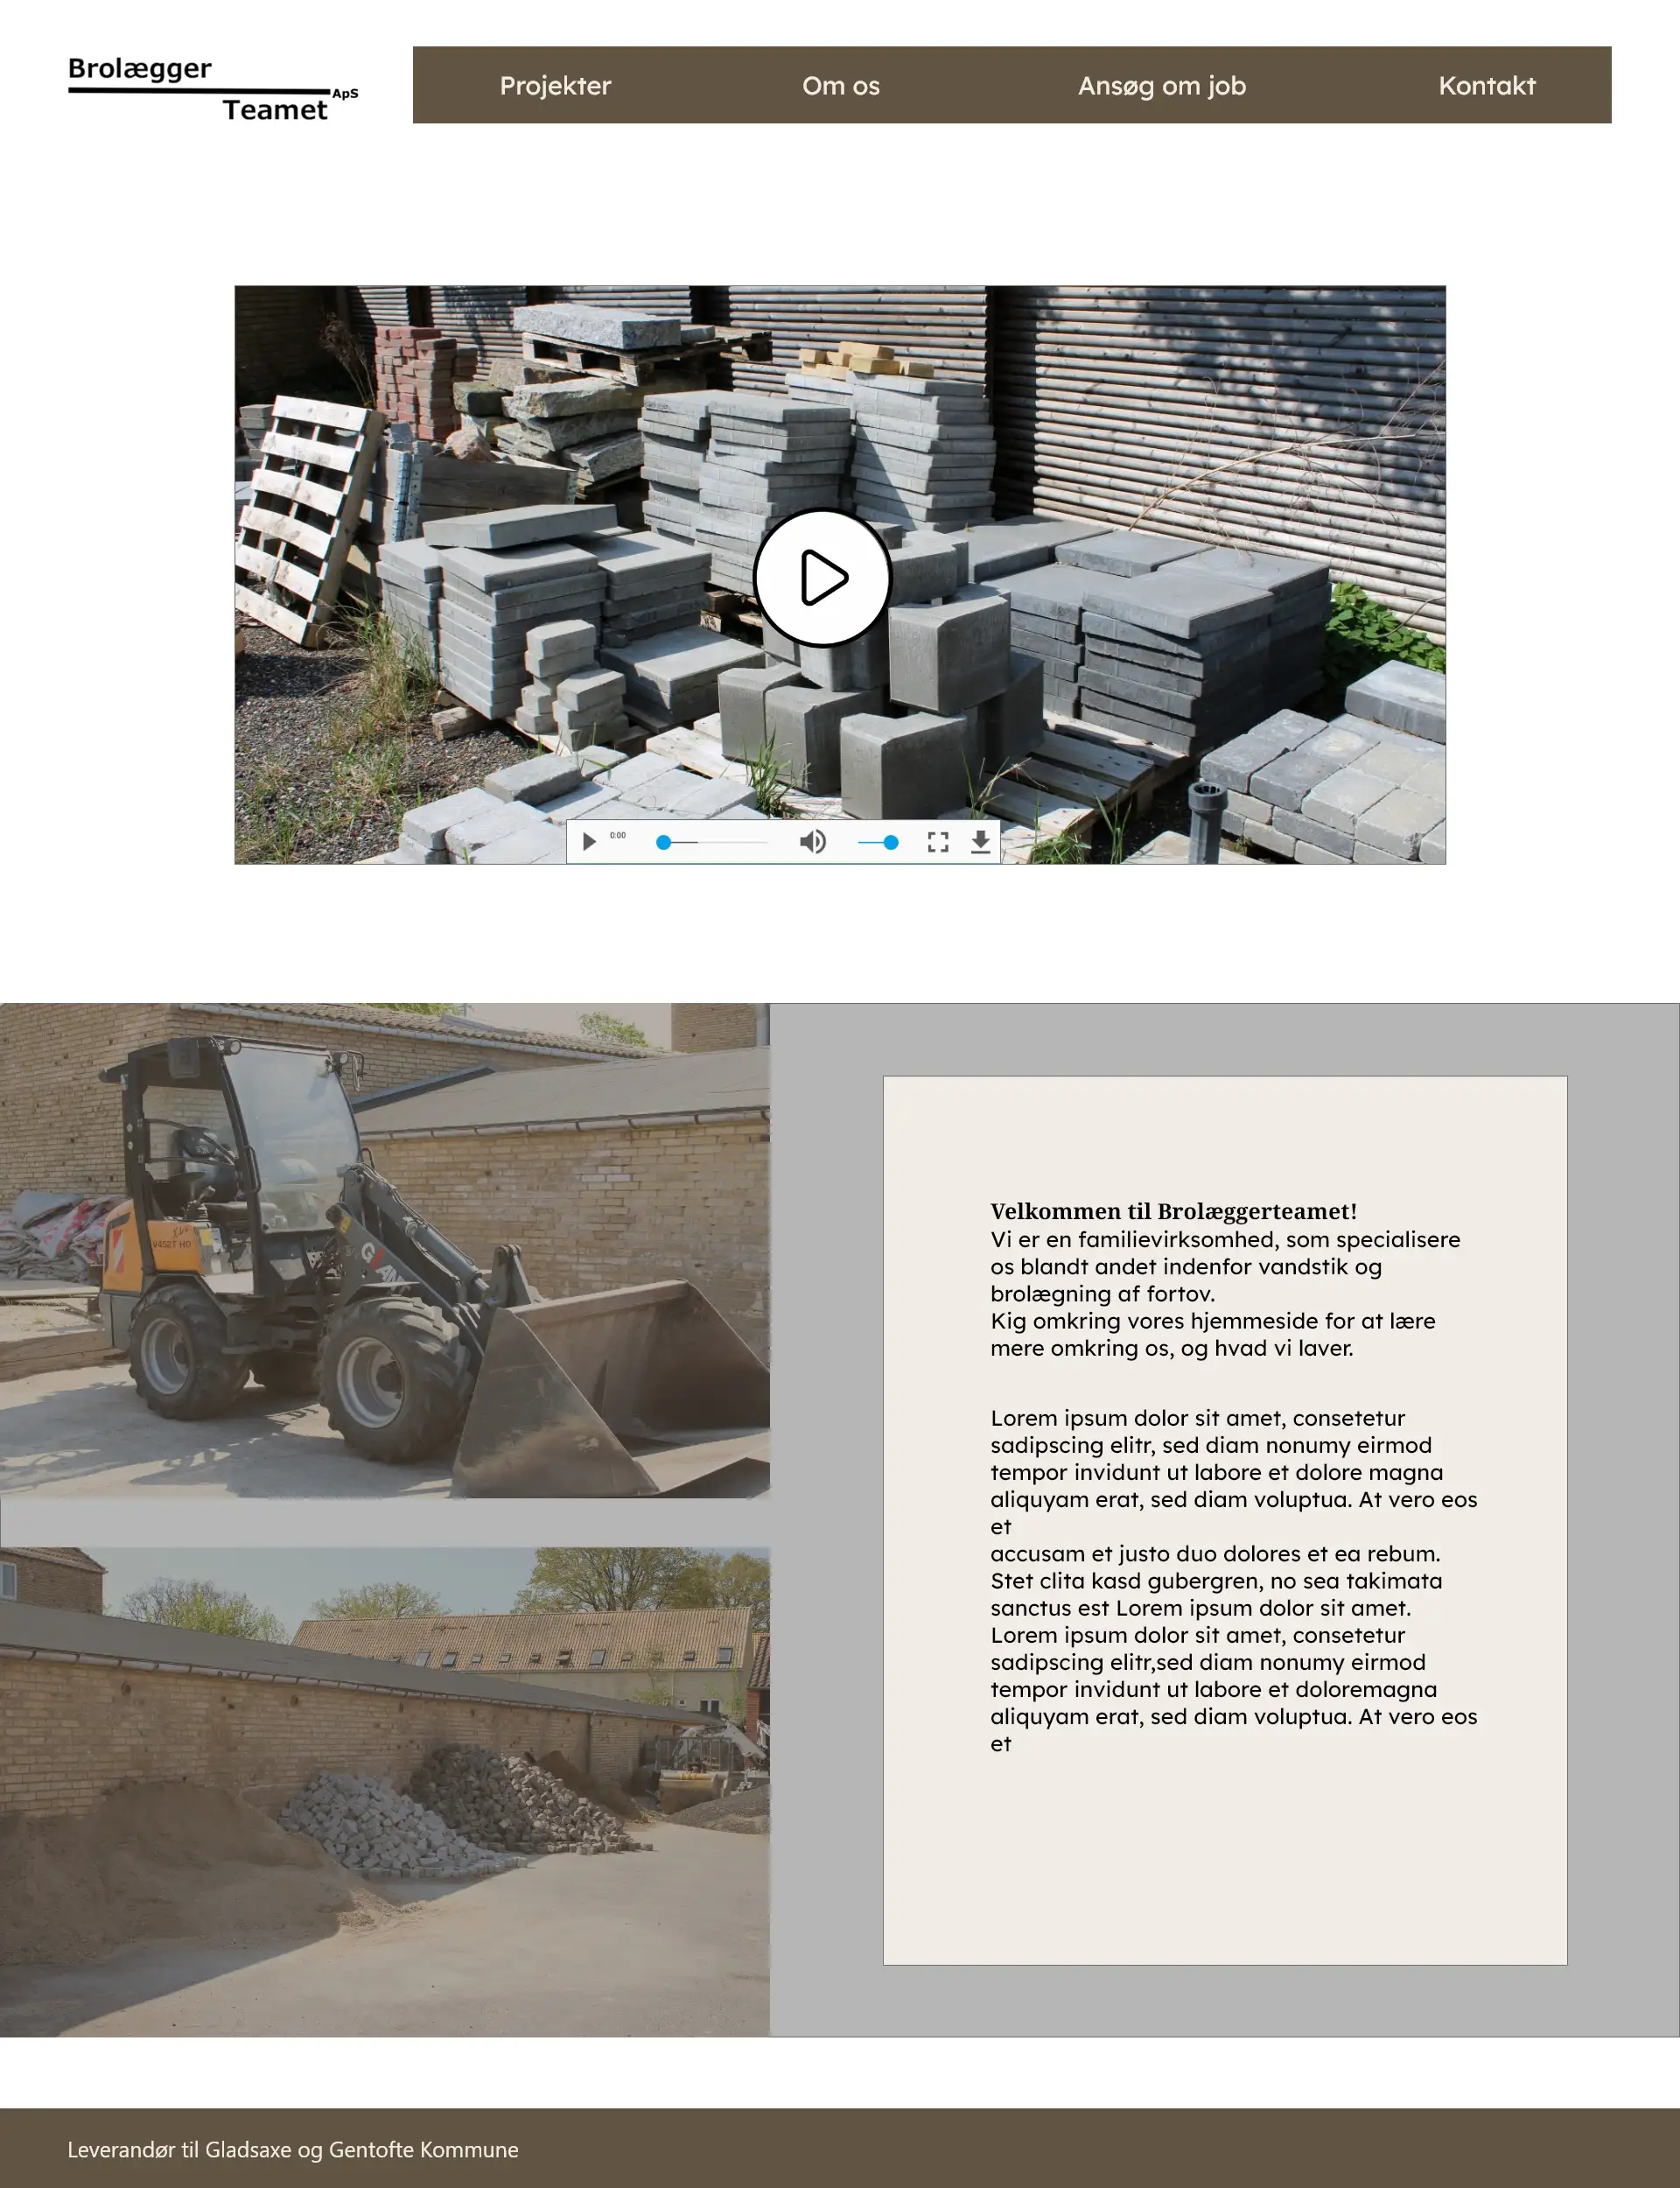 Brolægger
Teamet ApS
Projekter
Om os
Ansøg om job
Kontakt
0:00
V452T HD
Velkommen til Brolæggerteamet!
Vi er en familievirksomhed, som specialisere
os blandt andet indenfor vandstik og
brolægning af fortov.
Kig omkring vores hjemmeside for at lære
mere omkring os, og hvad vi laver.
Lorem ipsum dolor sit amet, consetetur
sadipscing elitr, sed diam nonumy eirmod
tempor invidunt ut labore et dolore magna
aliquyam erat, sed diam voluptua. At vero eos
et
accusam et justo duo dolores et ea rebum.
Stet clita kasd gubergren, no sea takimata
sanctus est Lorem ipsum dolor sit amet.
Lorem ipsum dolor sit amet, consetetur
sadipscing elitr,sed diam nonumy eirmod
tempor invidunt ut labore et doloremagna
aliquyam erat, sed diam voluptua. At vero eos
et
Leverandør til Gladsaxe og Gentofte Kommune